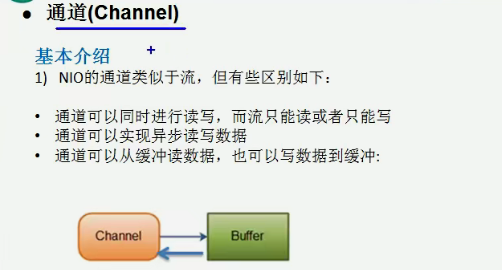 • 通道(Channel)
基本介绍
1) NIO的通道类似于流，但有些区别如下：
• 通道可以同时进行读写，而流只能读或者只能写
• 通道可以实现异步读写数据
• 通道可以从缓冲读数据，也可以写数据到缓冲:
Channel
Buffer